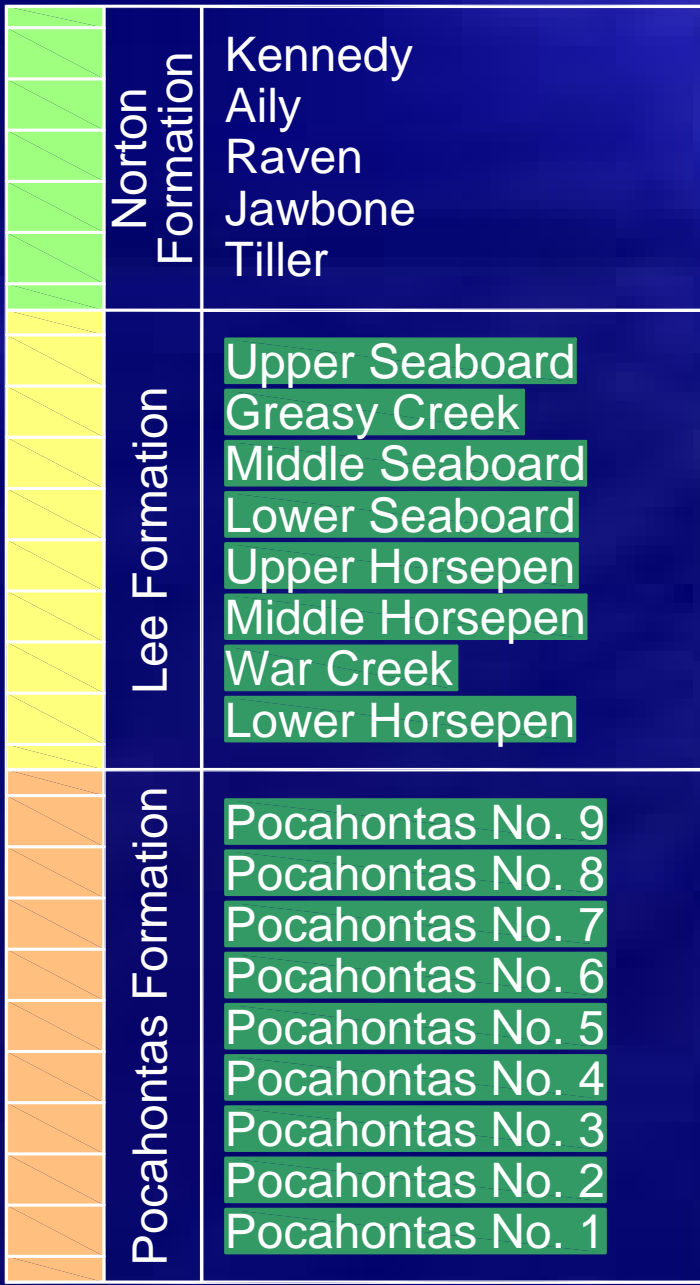 Norton
Formation
Kennedy
Aily
Raven
Jawbone
Tiller
Lee Formation
Upper Seaboard
Greasy Creek
Middle Seaboard
Lower Seaboard
Upper Horsepen
Middle Horsepen
War Creek
Lower Horsepen
Pocahontas Formation
Pocahontas No. 9
Pocahontas No. 8
Pocahontas No. 7
Pocahontas No. 6
Pocahontas No. 5
Pocahontas No. 4
Pocahontas No. 3
Pocahontas No. 2
Pocahontas No. 1